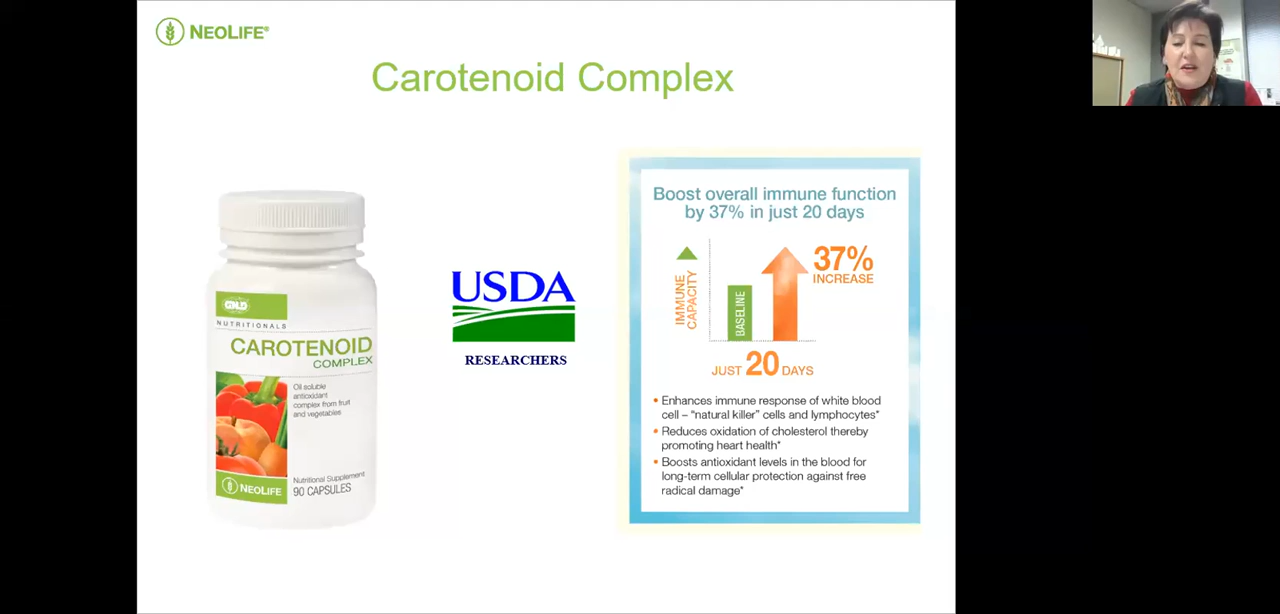 NEOLIFE®
Carotenoid Complex
GNLD
NUTRITIONALS
CAROTENOID
COMPLEX
Oil soluble
antioxidant
complex from fruit
and vegetables
NEOLIFE
Nutritional Supplement
90 CAPSULES
USDA
RESEARCHERS
Boost overall immune function
by 37% in just 20 days
IMMUNE
CAPACITY
BASELINE
37%
INCREASE
JUST 20 DAYS
• Enhances immune response of white blood
cell – “natural killer” cells and lymphocytes*
• Reduces oxidation of cholesterol thereby
promoting heart health*
• Boosts antioxidant levels in the blood for
long-term cellular protection against free
radical damage*